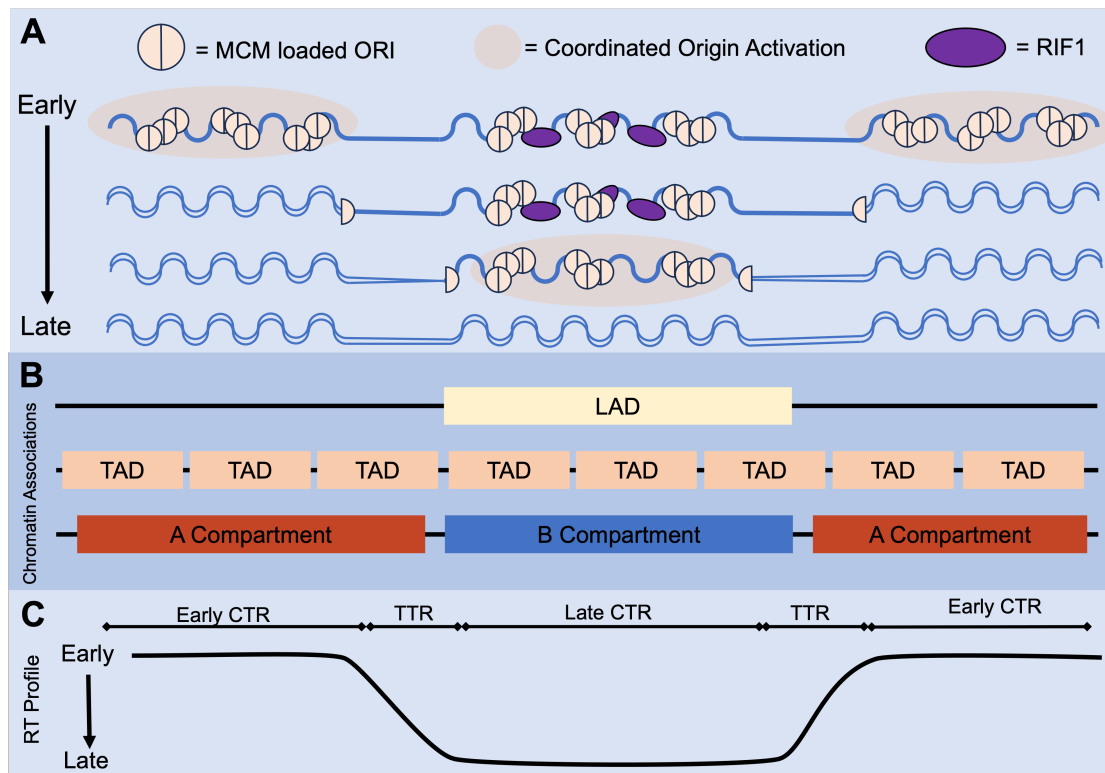 A
= MCM loaded ORI
= Coordinated Origin Activation
= RIF1
Early
Late
B
Chromatin Associations
LAD
TAD TAD TAD TAD TAD TAD TAD TAD
A Compartment B Compartment A Compartment
C
Early CTR TTR Late CTR TTR Early CTR
RT Profile
Early
Late